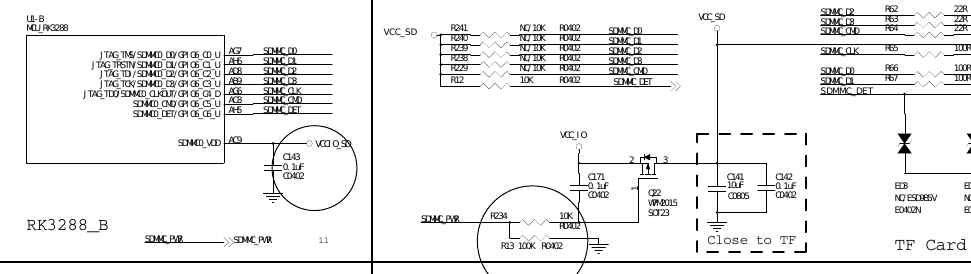 U1-B
MCU_RK3288
JTAG_TMS/SDMMC0_D0/GPIO6_C0_U AG7 SDMMC_D0
JTAG_TRSTN/SDMMC0_D1/GPIO6_C1_U AH6 SDMMC_D1
JTAG_TDI/SDMMC0_D2/GPIO6_C2_U AD8 SDMMC_D2
JTAG_TCK/SDMMC0_D3/GPIO6_C3_U AB9 SDMMC_D3
JTAG_TDO/SDMMC0_CLKOUT/GPIO6_C4_D AG6 SDMMC_CLK
SDMMC0_CMD/GPIO6_C5_U AC8 SDMMC_CMD
SDMMC0_DET/GPIO6_C6_U AH5 SDMMC_DET
SDMMC0_VDD AC9 VCCIO_SD
C143
0.1uF
C0402
RK3288_B
SDMMC_PWR SDMMC_PWR 11
VCC_SD
R241 NC/10K R0402 SDMMC_D0
R240 NC/10K R0402 SDMMC_D1
R239 NC/10K R0402 SDMMC_D2
R238 NC/10K R0402 SDMMC_D3
R229 NC/10K R0402 SDMMC_CMD
R12 10K R0402 SDMMC_DET
VCC_IO
C171
0.1uF
C0402
2 3
1
Q22
WPM2015
SOT23
SDMMC_PWR R234 10K
R0402
R13 100K R0402
VCC_SD
C141
10uF
C0805
C142
0.1uF
C0402
Close to TF
SDMMC_D2 R62 22R
SDMMC_D3 R63 22R
SDMMC_CMD R64 22R
SDMMC_CLK R65 100R
SDMMC_D0 R66 100R
SDMMC_D1 R67 100R
SDMMC_DET
ED8
NC/ESD9B5V
E0402N
TF Card